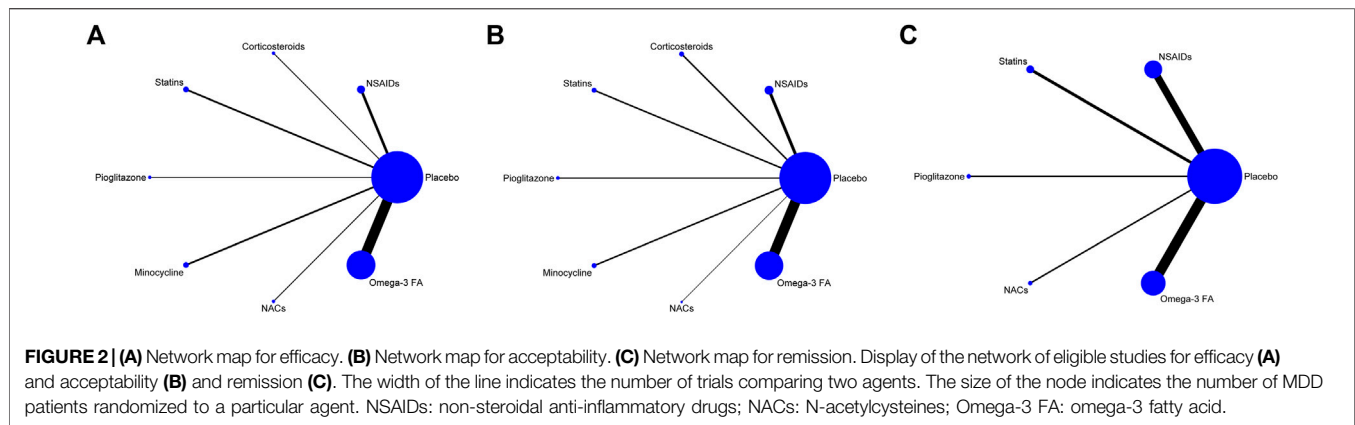 A
Corticosteroids
NSAIDs
Statins
Pioglitazone
Placebo
Minocycline
Omega-3 FA
NACs
B
Corticosteroids
NSAIDs
Statins
Pioglitazone
Placebo
Minocycline
Omega-3 FA
NACs
C
NSAIDs
Statins
Pioglitazone
Placebo
NACs
Omega-3 FA
FIGURE 2 | (A) Network map for efficacy. (B) Network map for acceptability. (C) Network map for remission. Display of the network of eligible studies for efficacy (A)
and acceptability (B) and remission (C). The width of the line indicates the number of trials comparing two agents. The size of the node indicates the number of MDD
patients randomized to a particular agent. NSAIDs: non-steroidal anti-inflammatory drugs; NACs: N-acetylcysteines; Omega-3 FA: omega-3 fatty acid.